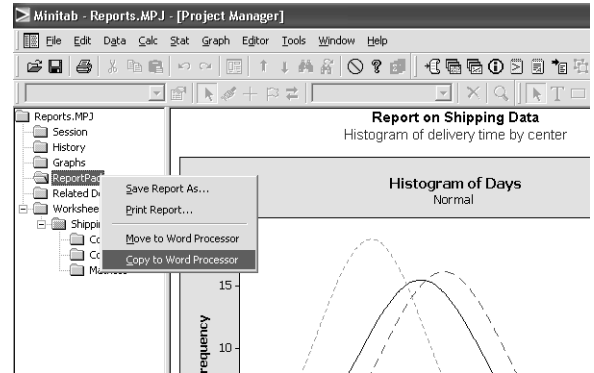 Minitab - Reports.MPJ - [Project Manager]
File Edit Data Calc Stat Graph Editor Tools Window Help
Reports.MPJ
Session
History
Graphs
ReportPad
Related D
Workshee
Shippi
Co
Co
Report on Shipping Data
Histogram of delivery time by center
Save Report As...
Print Report...
Move to Word Processor
Copy to Word Processor
Histogram of Days
Normal
15
10
requency